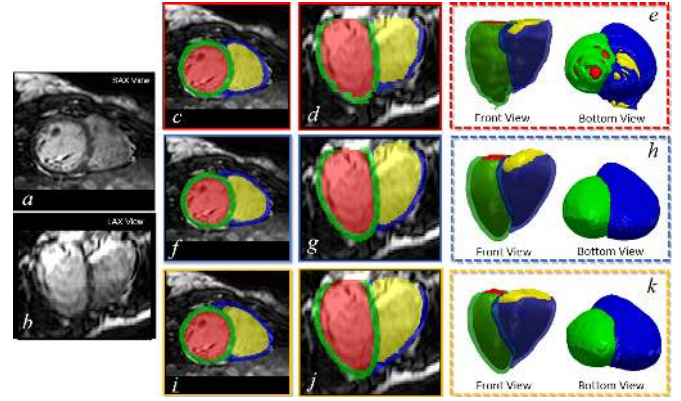 SAX View
a
LAX View
b
c
d
e
Front View Bottom View
f
g
h
Front View Bottom View
i
j
k
Front View Bottom View